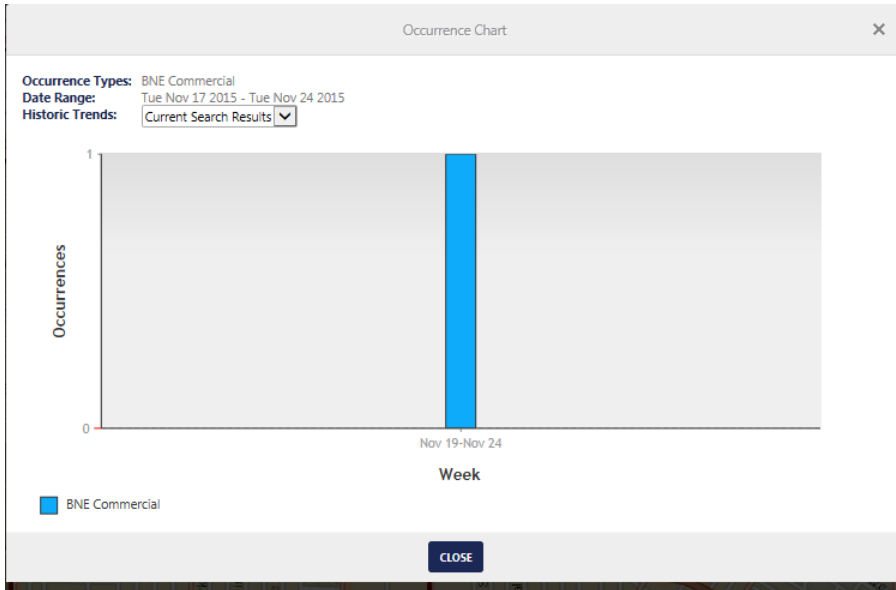 Occurrence Chart ×
Occurrence Types: BNE Commercial
Date Range: Tue Nov 17 2015 - Tue Nov 24 2015
Historic Trends: Current Search Results
1
Occurrences
0
Nov 19-Nov 24
Week
BNE Commercial
CLOSE